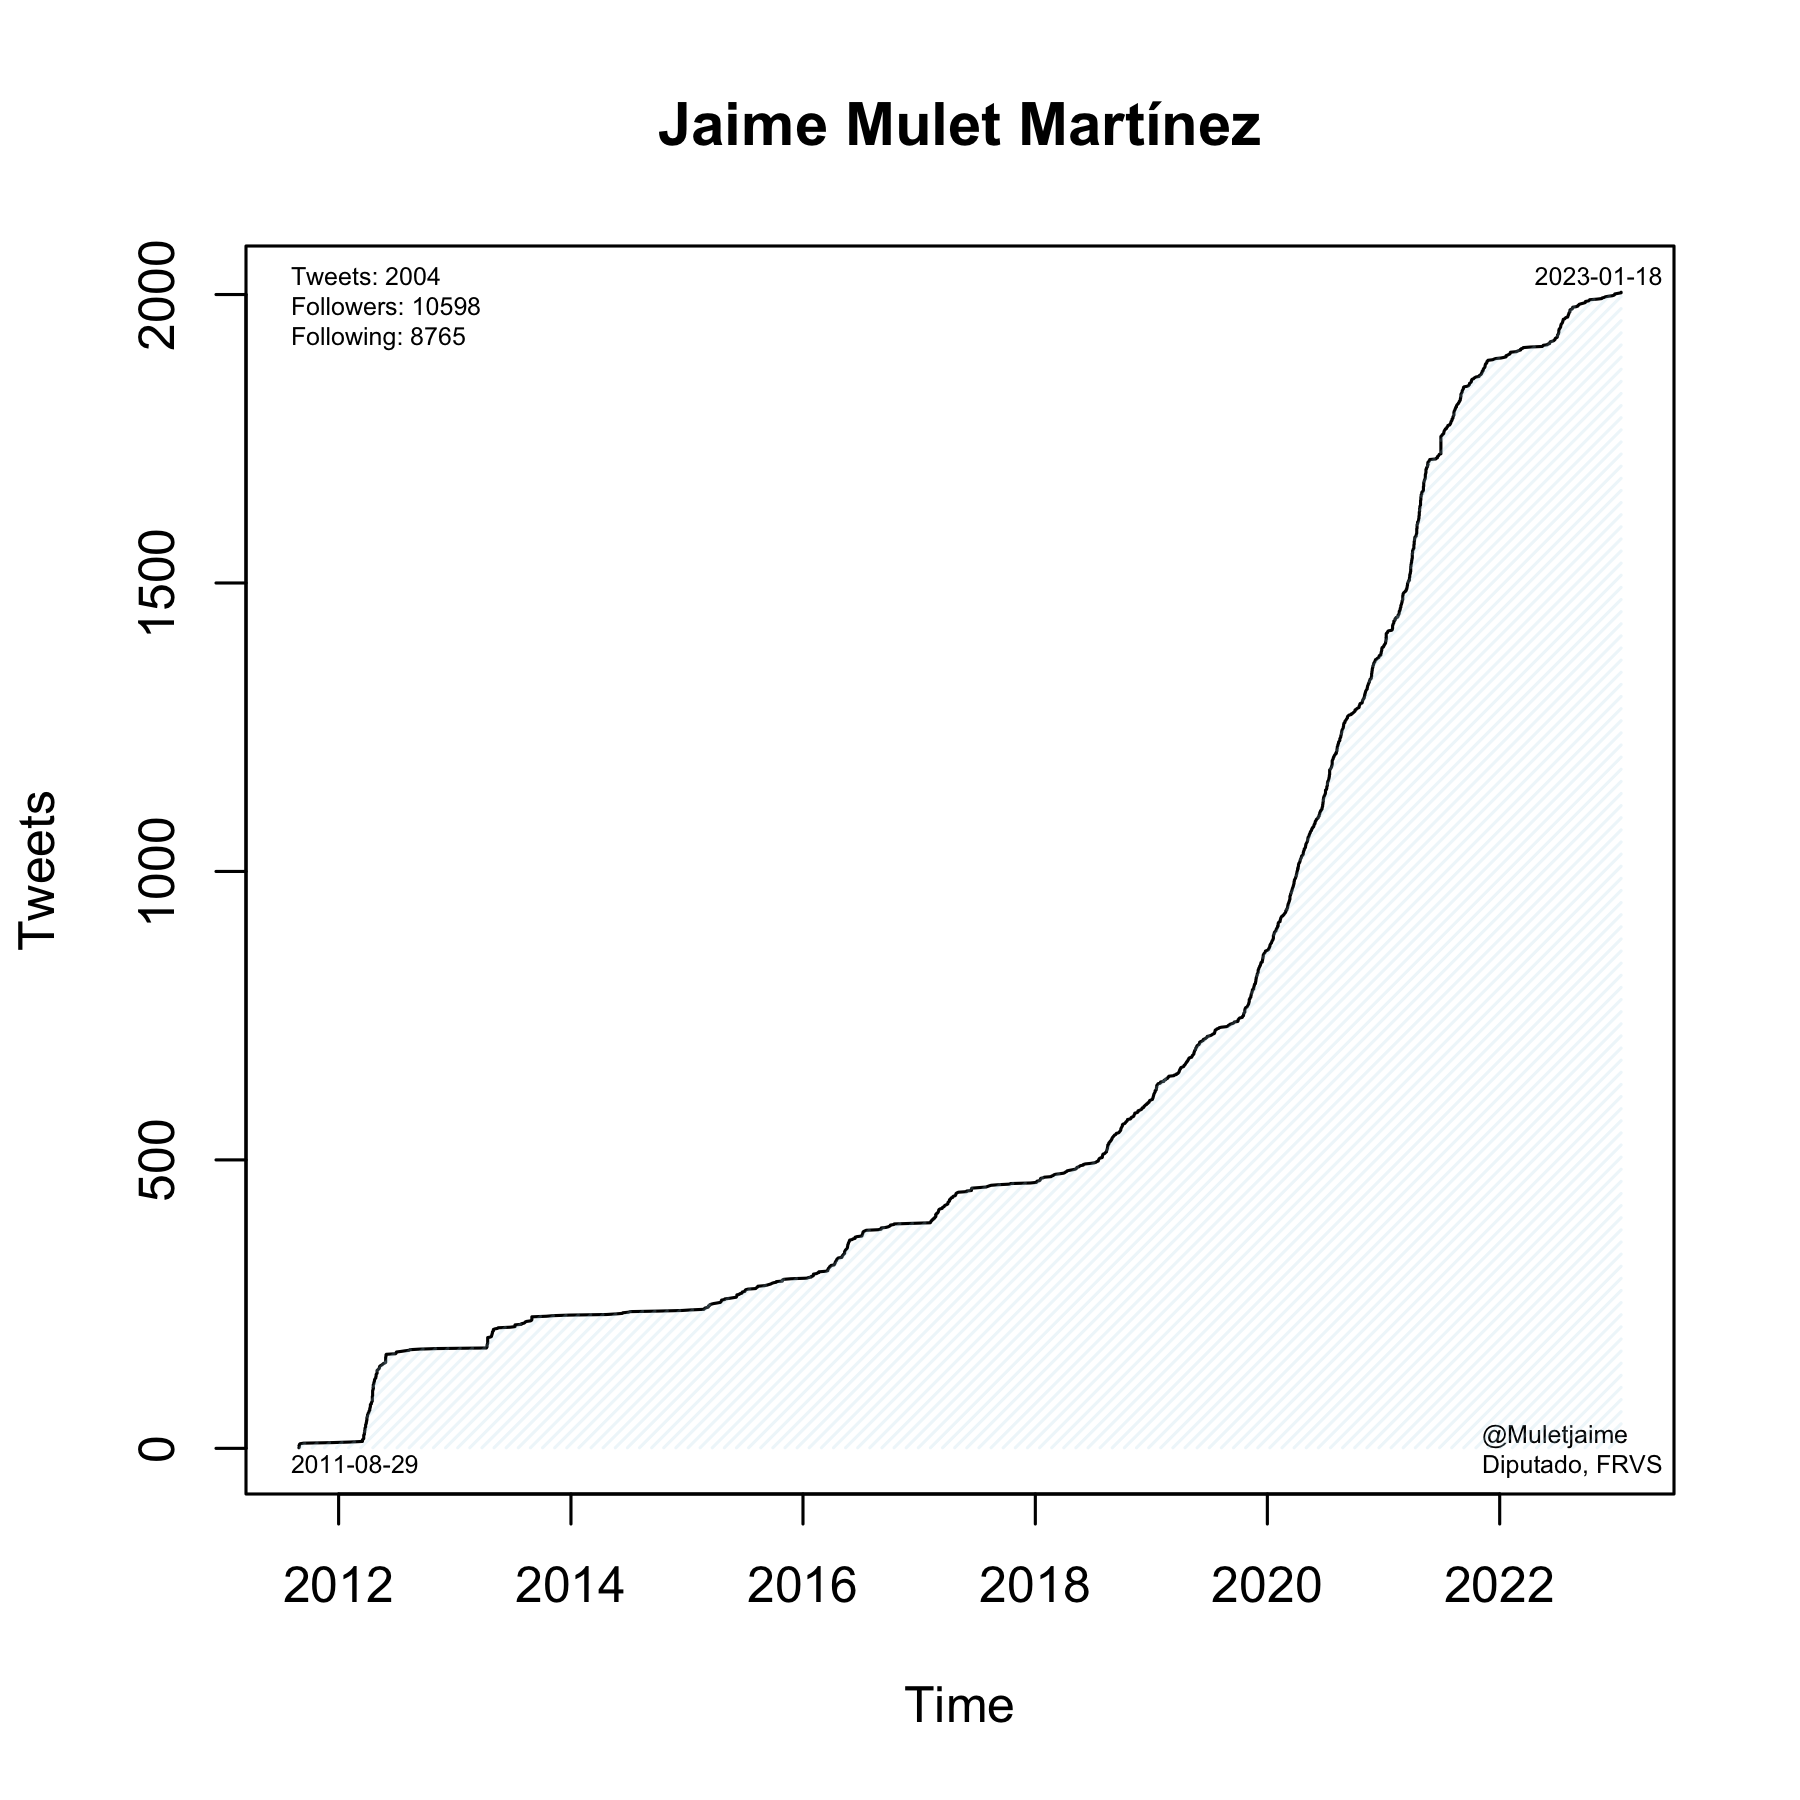 Jaime Mulet Martínez
Tweets: 2004
Followers: 10598
Following: 8765
2023-01-18
2000
1500
1000
500
0
Tweets
@Muletjaime
Diputado, FRVS
2011-08-29
2012
2014
2016
2018
2020
2022
Time